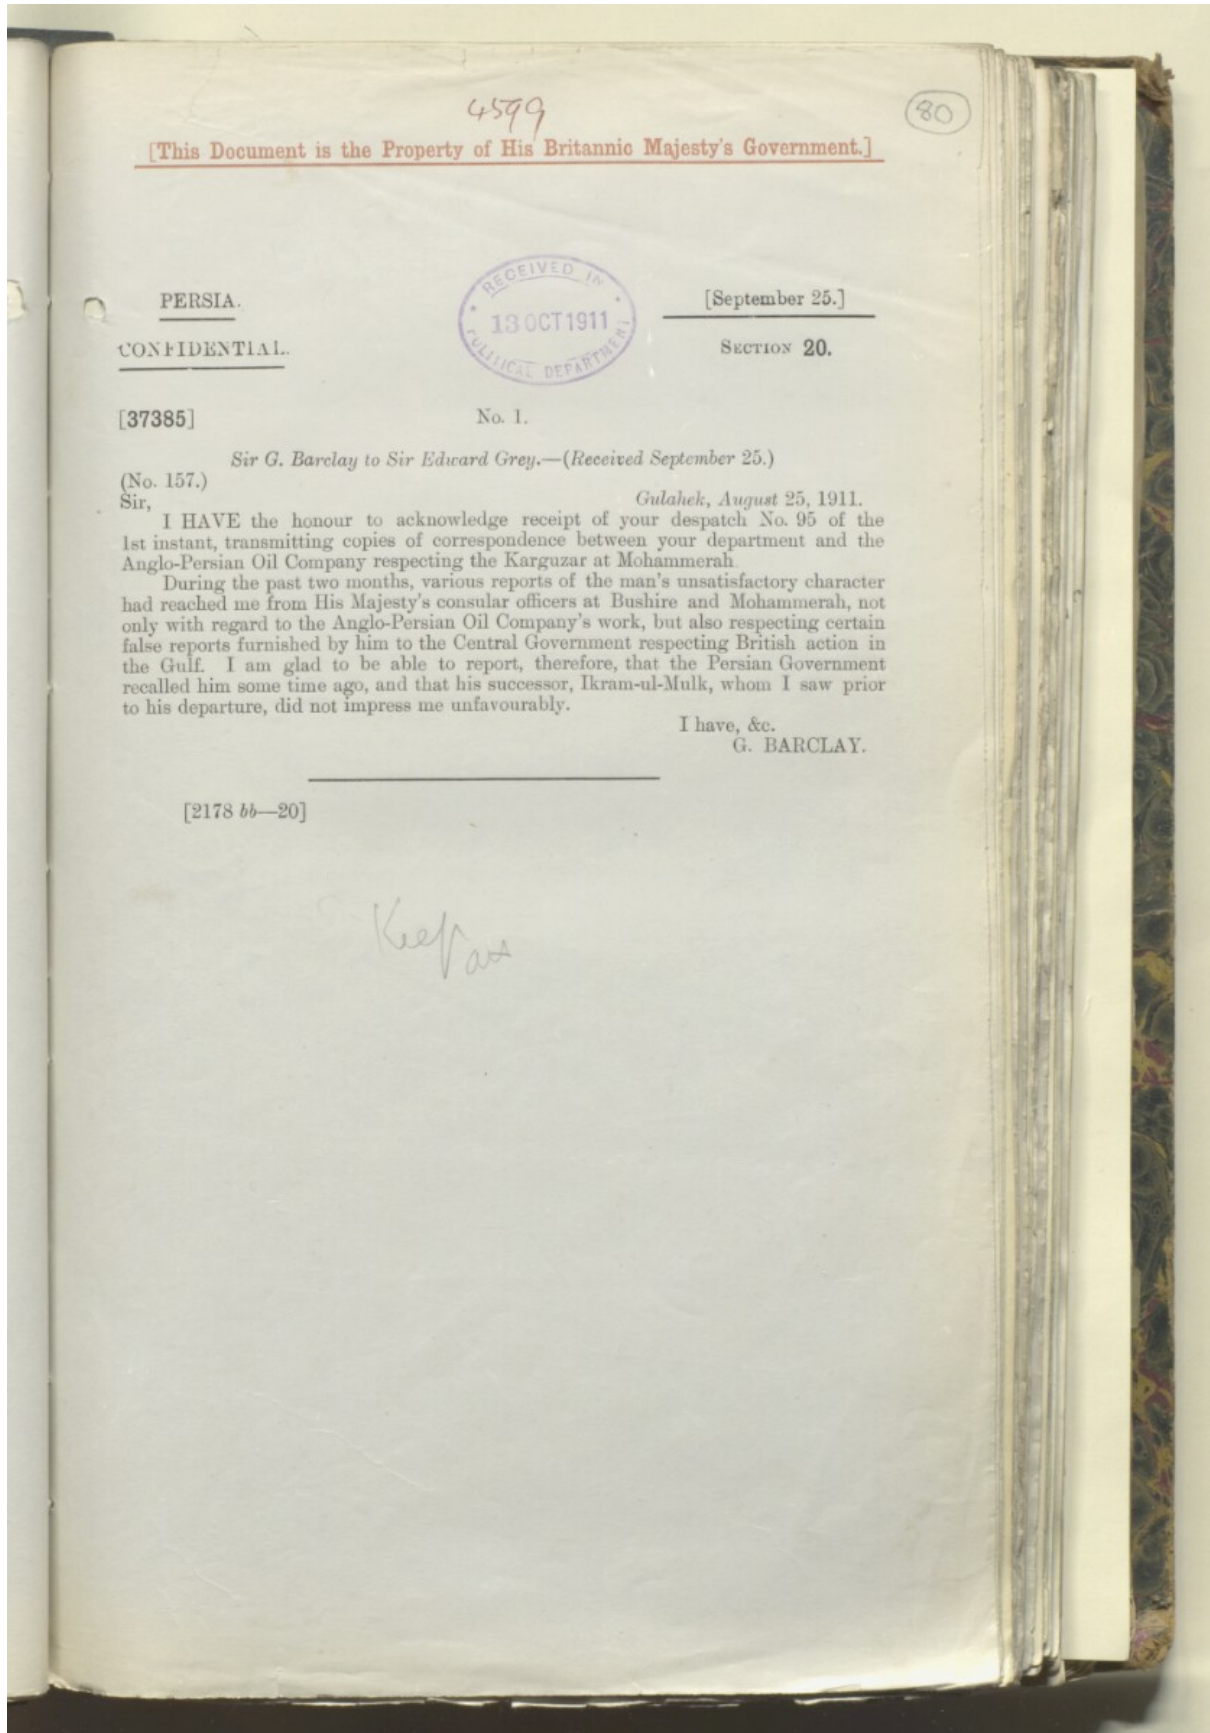 4599
80
[This Document is the Property of His Britannic Majesty's Government.]
PERSIA.
RECEIVED IN
13 OCT 1911
POLITICAL DEPARTMENT
[September 25.]
CONFIDENTIAL.
SECTION 20.
[37385]
No. 1.
Sir G. Barclay to Sir Edward Grey.—(Received September 25.)
(No. 157.)
Sir,
Gulahek, August 25, 1911.
I HAVE the honour to acknowledge receipt of your despatch No. 95 of the
1st instant, transmitting copies of correspondence between your department and the
Anglo-Persian Oil Company respecting the Karguzar at Mohammerah.
During the past two months, various reports of the man's unsatisfactory character
had reached me from His Majesty's consular officers at Bushire and Mohammerah, not
only with regard to the Anglo-Persian Oil Company's work, but also respecting certain
false reports furnished by him to the Central Government respecting British action in
the Gulf. I am glad to be able to report, therefore, that the Persian Government
recalled him some time ago, and that his successor, Ikram-ul-Mulk, whom I saw prior
to his departure, did not impress me unfavourably.
I have, &c.
G. BARCLAY.
[2178 bb—20]
Keep